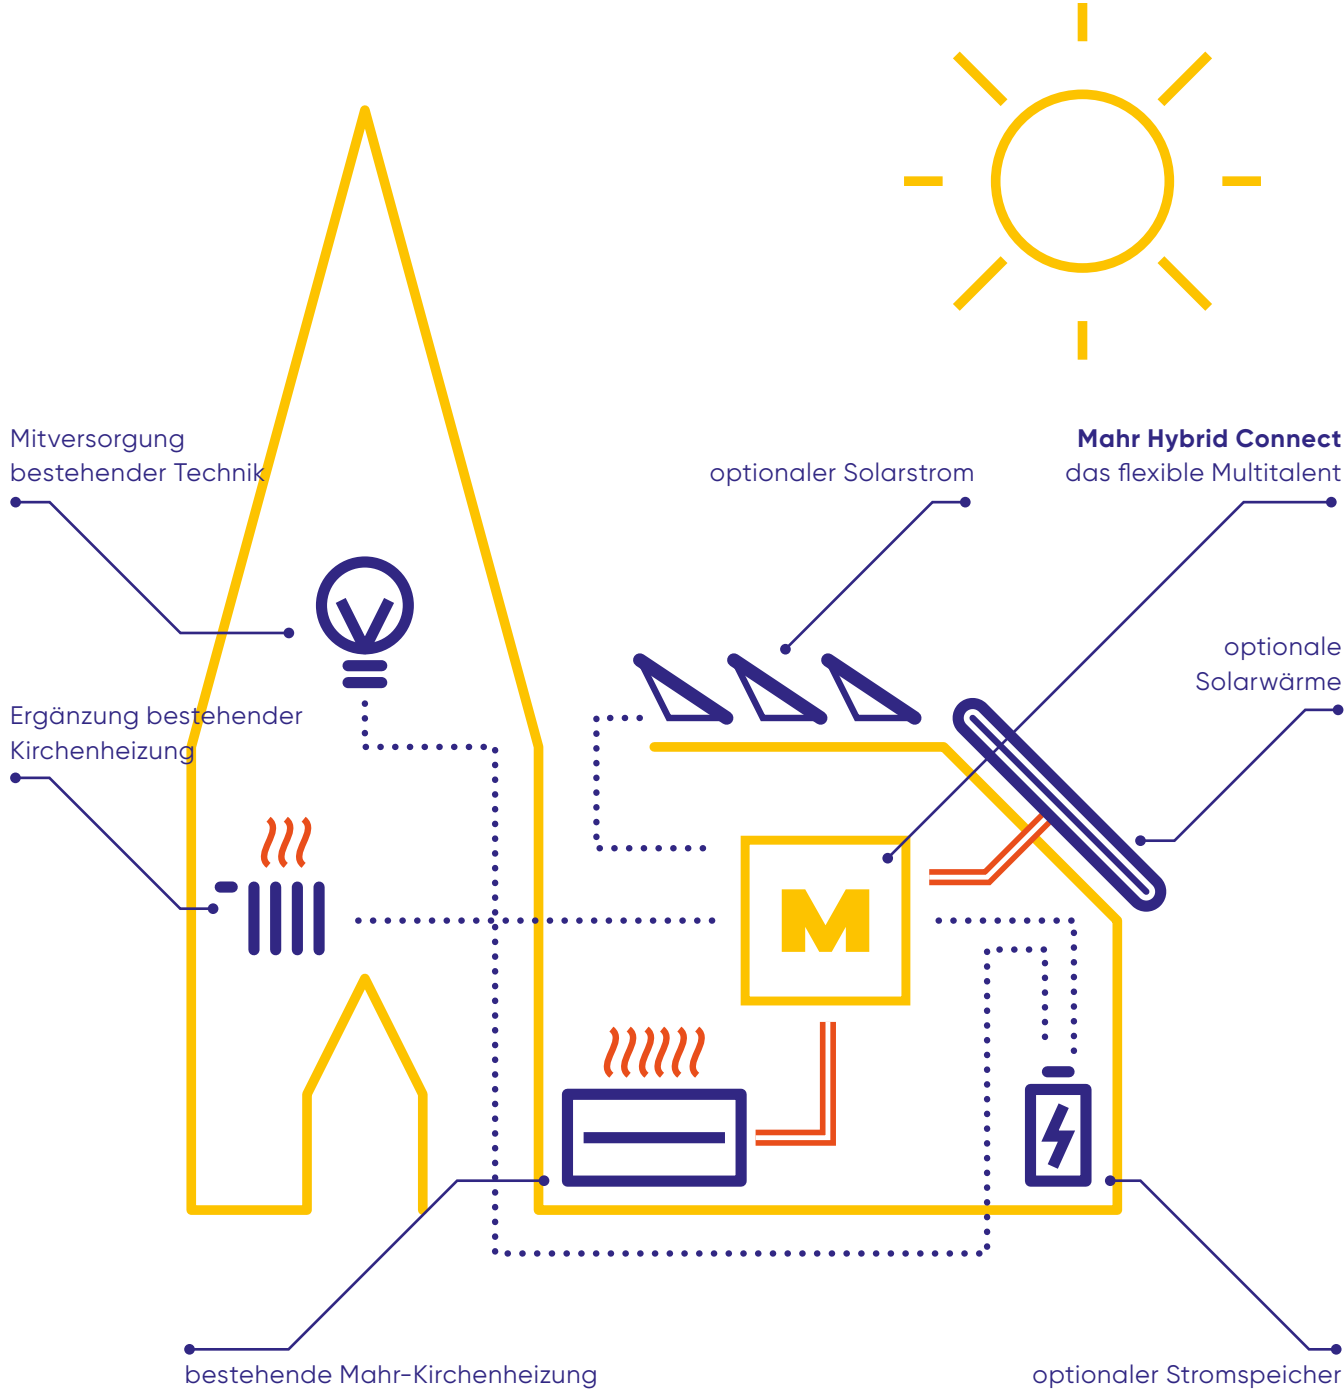 Mitversorgung
bestehender Technik
optionaler Solarstrom
Mahr Hybrid Connect
das flexible Multitalent
optionale
Solarwärme
Ergänzung bestehender
Kirchenheizung
M
bestehende Mahr-Kirchenheizung
optionaler Stromspeicher